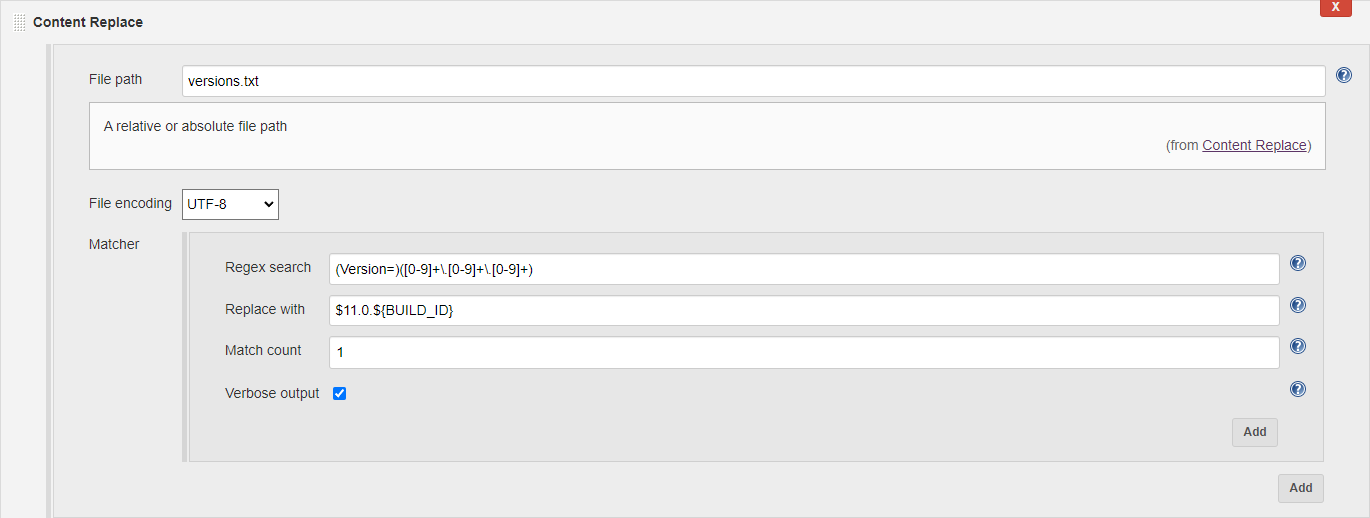 X
Content Replace
File path versions.txt ?
A relative or absolute file path
(from Content Replace)
File encoding UTF-8
Matcher
Regex search (Version=)([0-9]+\.[0-9]+\.[0-9]+) ?
Replace with $11.0.${BUILD_ID} ?
Match count 1 ?
Verbose output ?
Add
Add